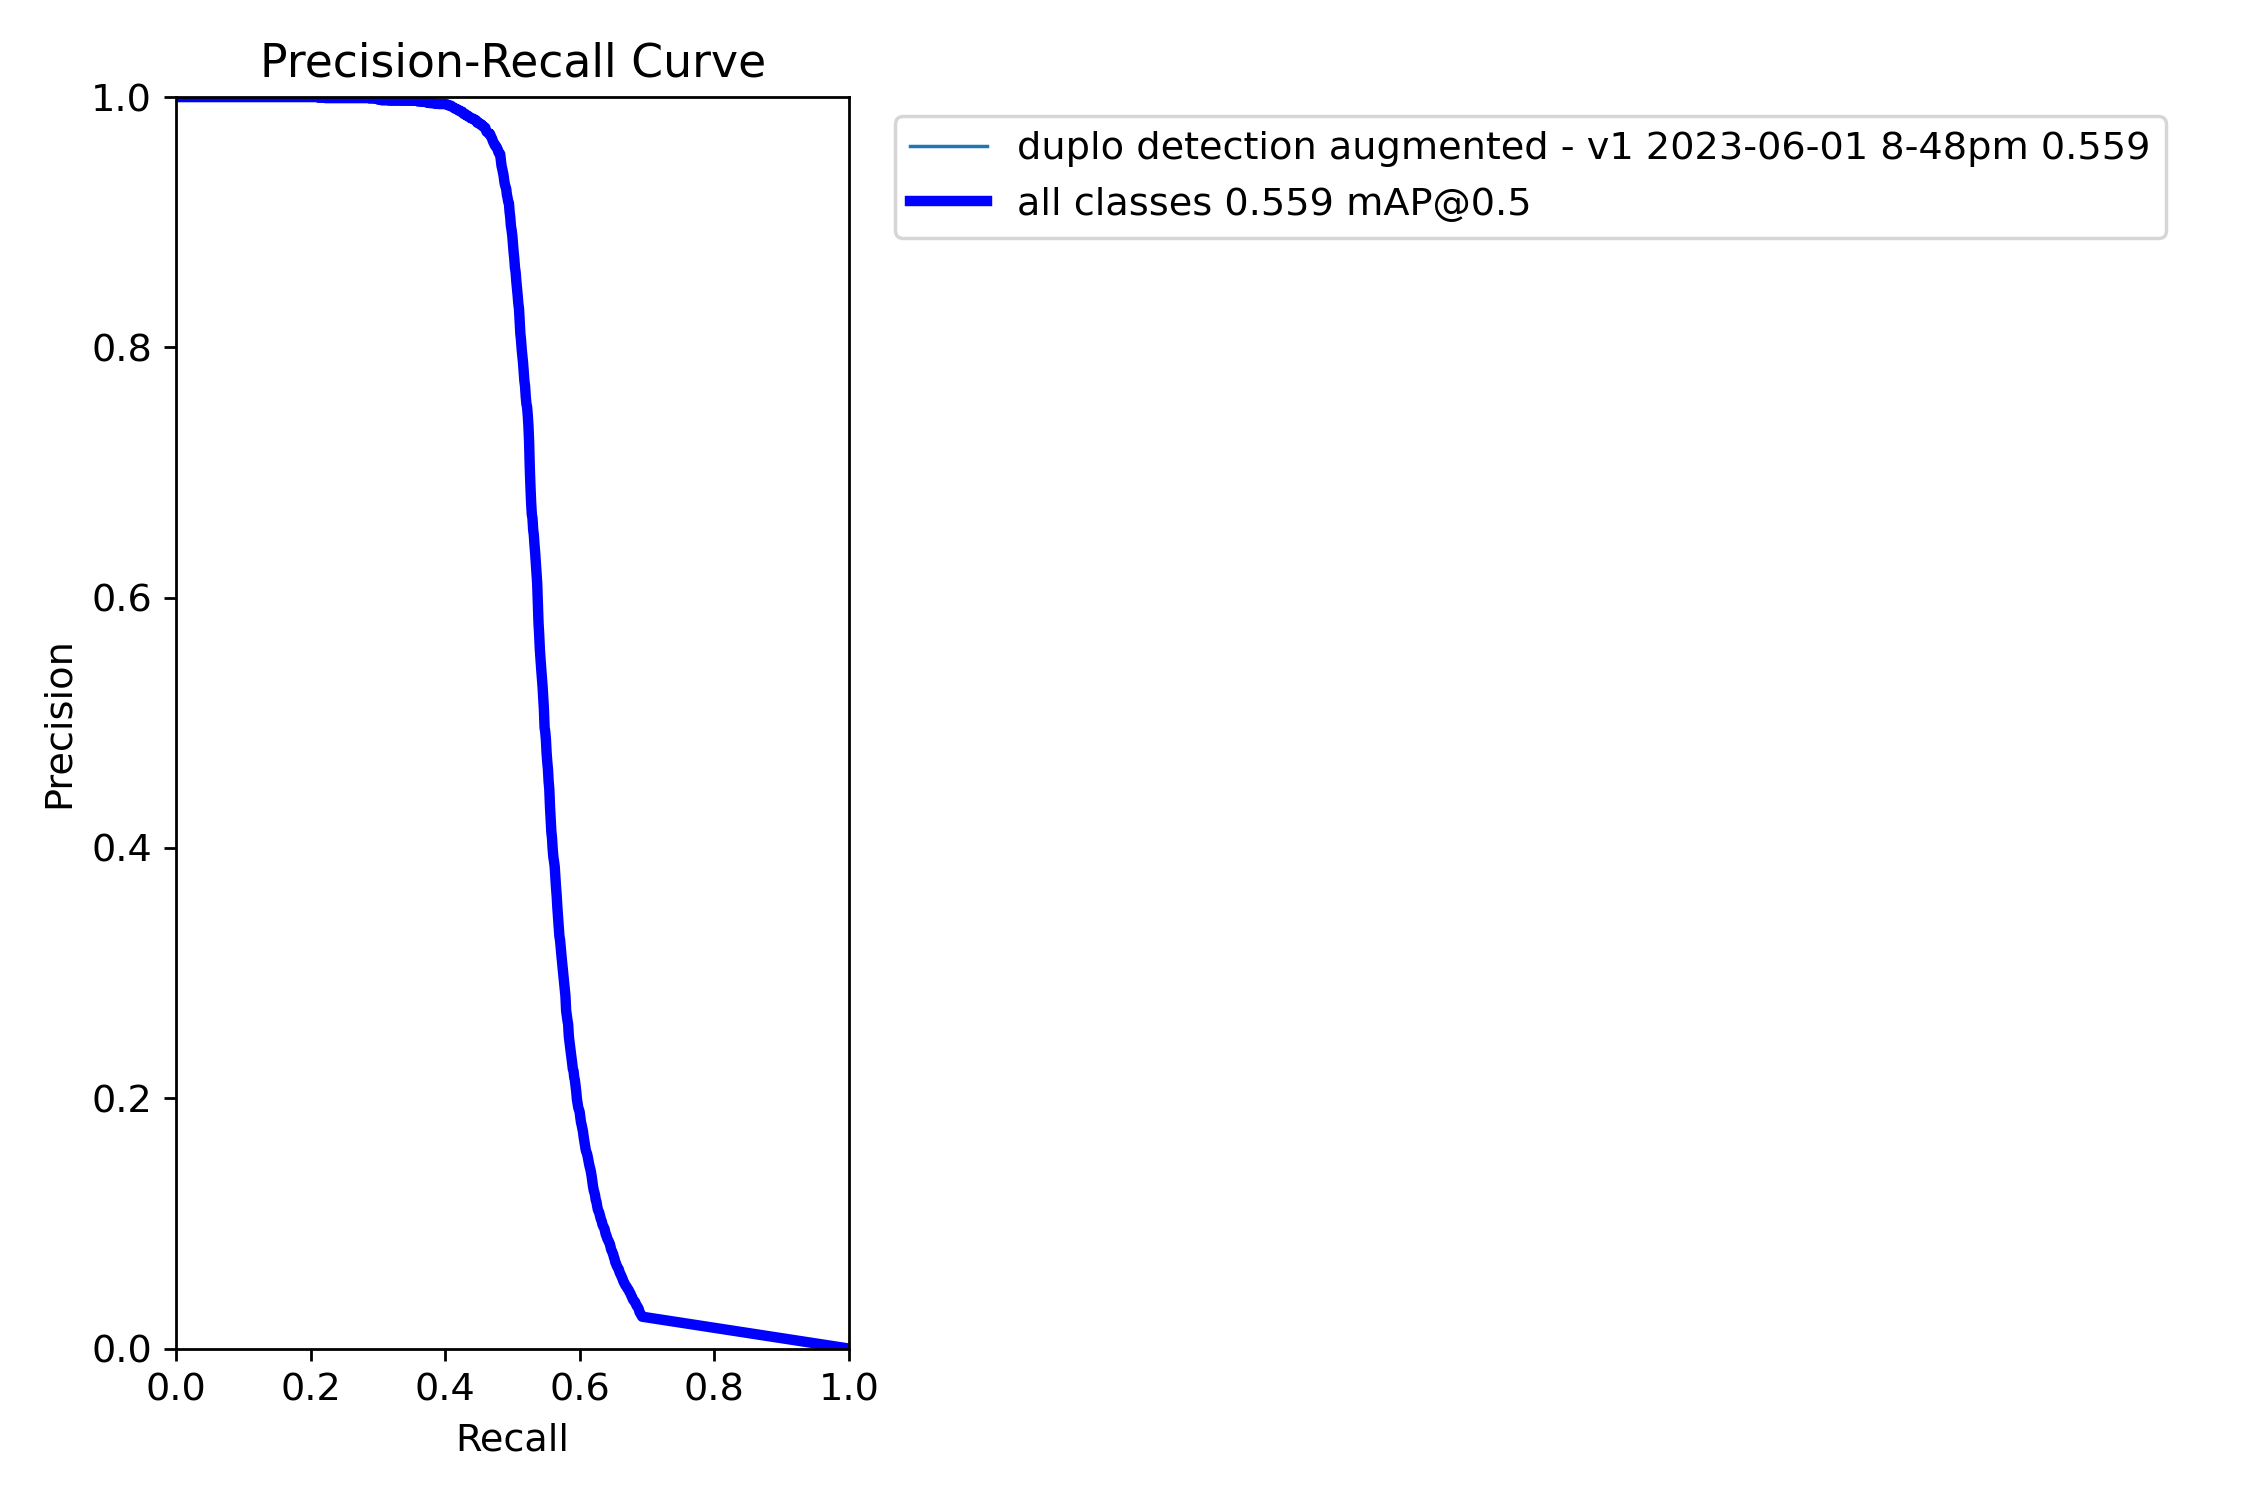 Precision-Recall Curve
duplo detection augmented - v1 2023-06-01 8-48pm 0.559
all classes 0.559 mAP@0.5
Precision
1.0
0.8
0.6
0.4
0.2
0.0
0.0 0.2 0.4 0.6 0.8 1.0
Recall